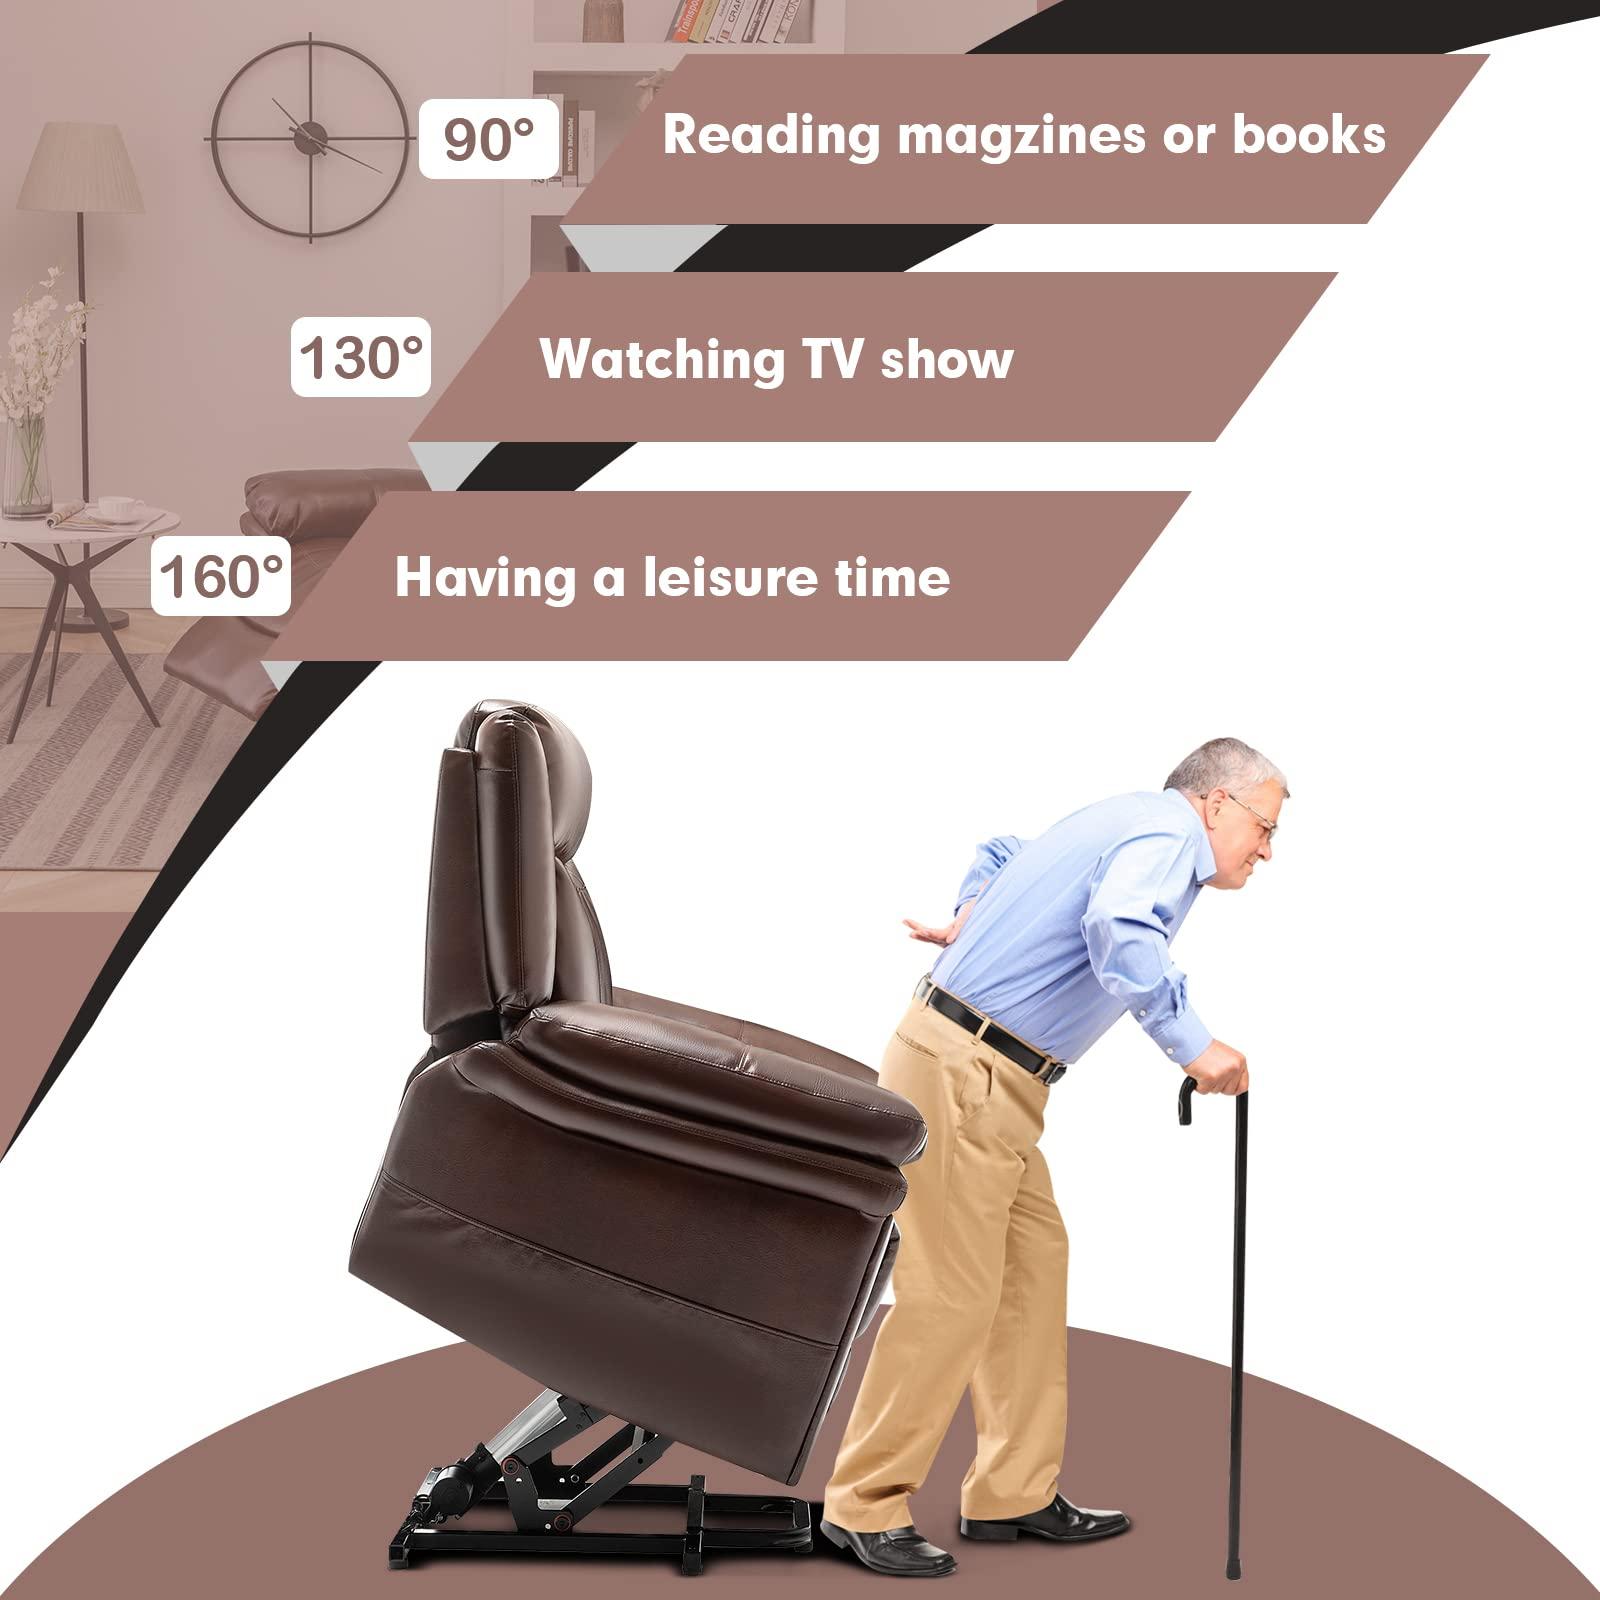 90° Reading magzines or books
130° Watching TV show
160° Having a leisure time